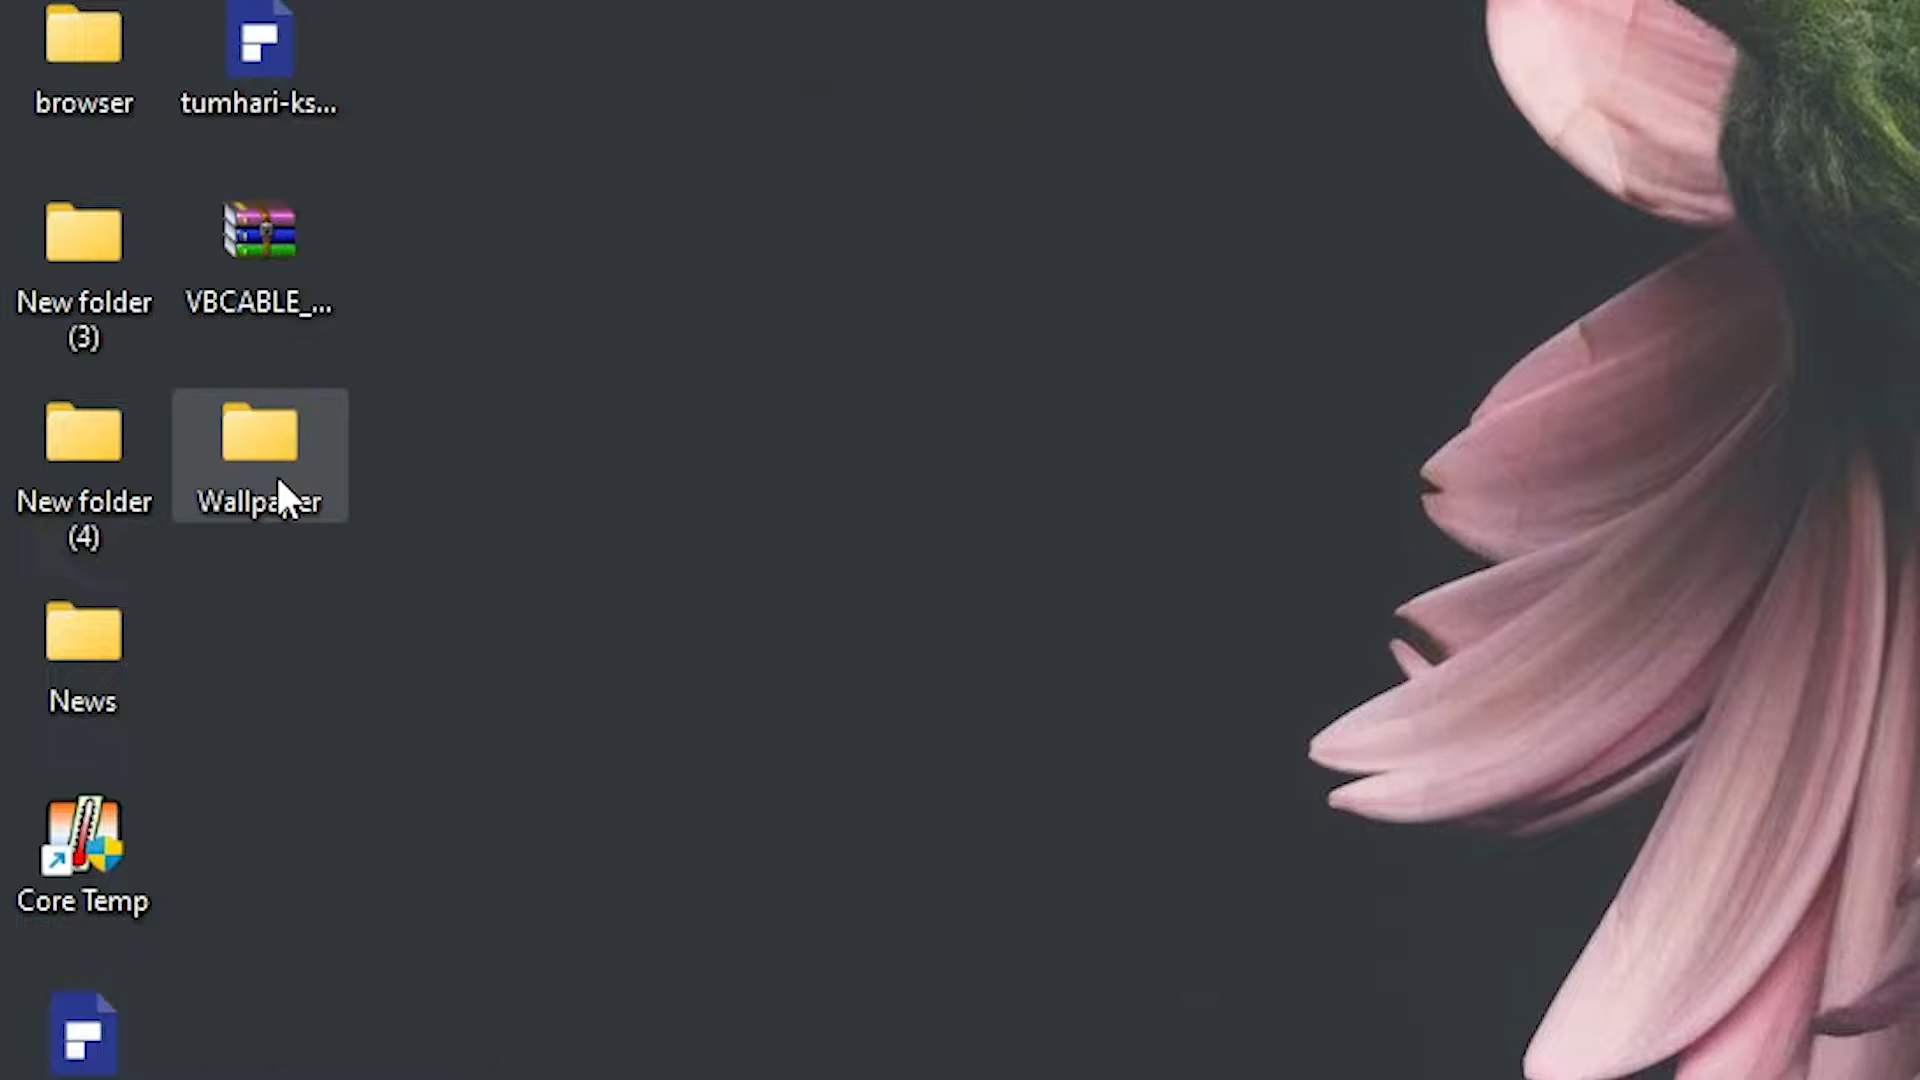 browser
tumhari-ks...
New folder
(3)
VBCABLE_...
New folder
(4)
Wallpaper
News
Core Temp